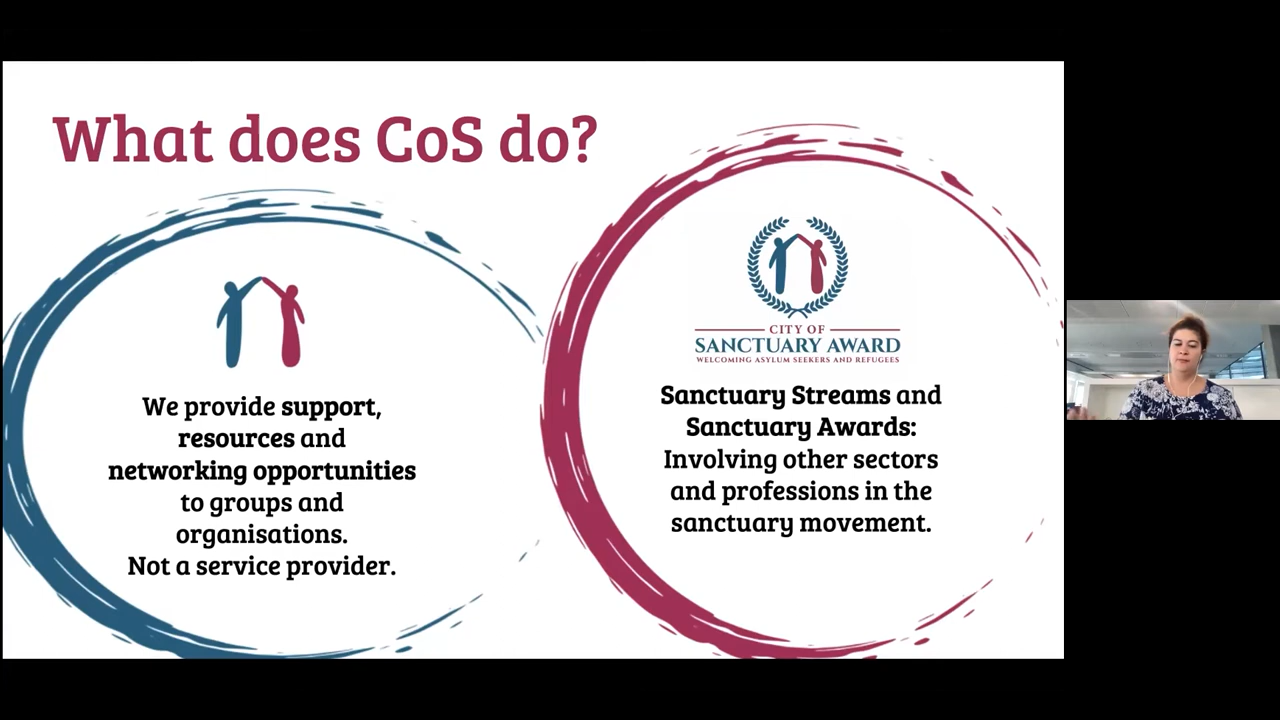 What does CoS do?
We provide support,
resources and
networking opportunities
to groups and
organisations.
Not a service provider.
CITY OF
SANCTUARY AWARD
WELCOMING ASYLUM SEEKERS AND REFUGEES
Sanctuary Streams and
Sanctuary Awards:
Involving other sectors
and professions in the
sanctuary movement.